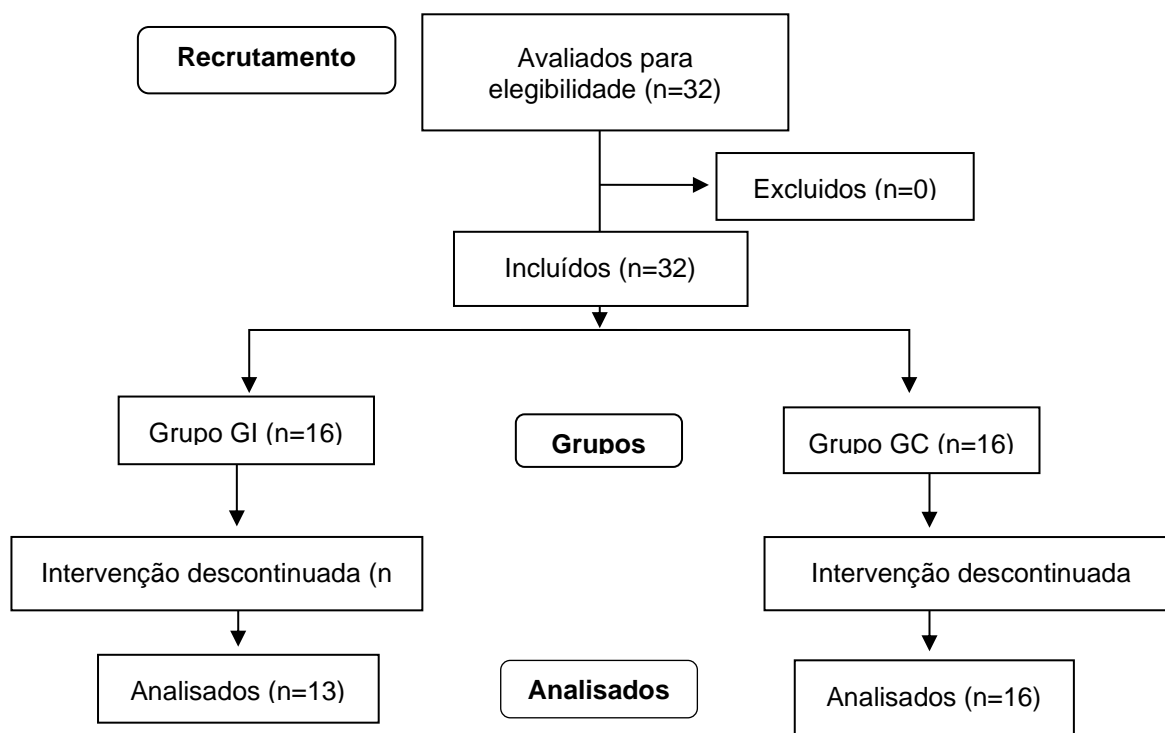 Recrutamento
Avaliados para
elegibilidade (n=32)
Excluidos (n=0)
Incluídos (n=32)
Grupo GI (n=16)
Grupos
Grupo GC (n=16)
Intervenção descontinuada (n
Intervenção descontinuada
Analisados (n=13)
Analisados
Analisados (n=16)